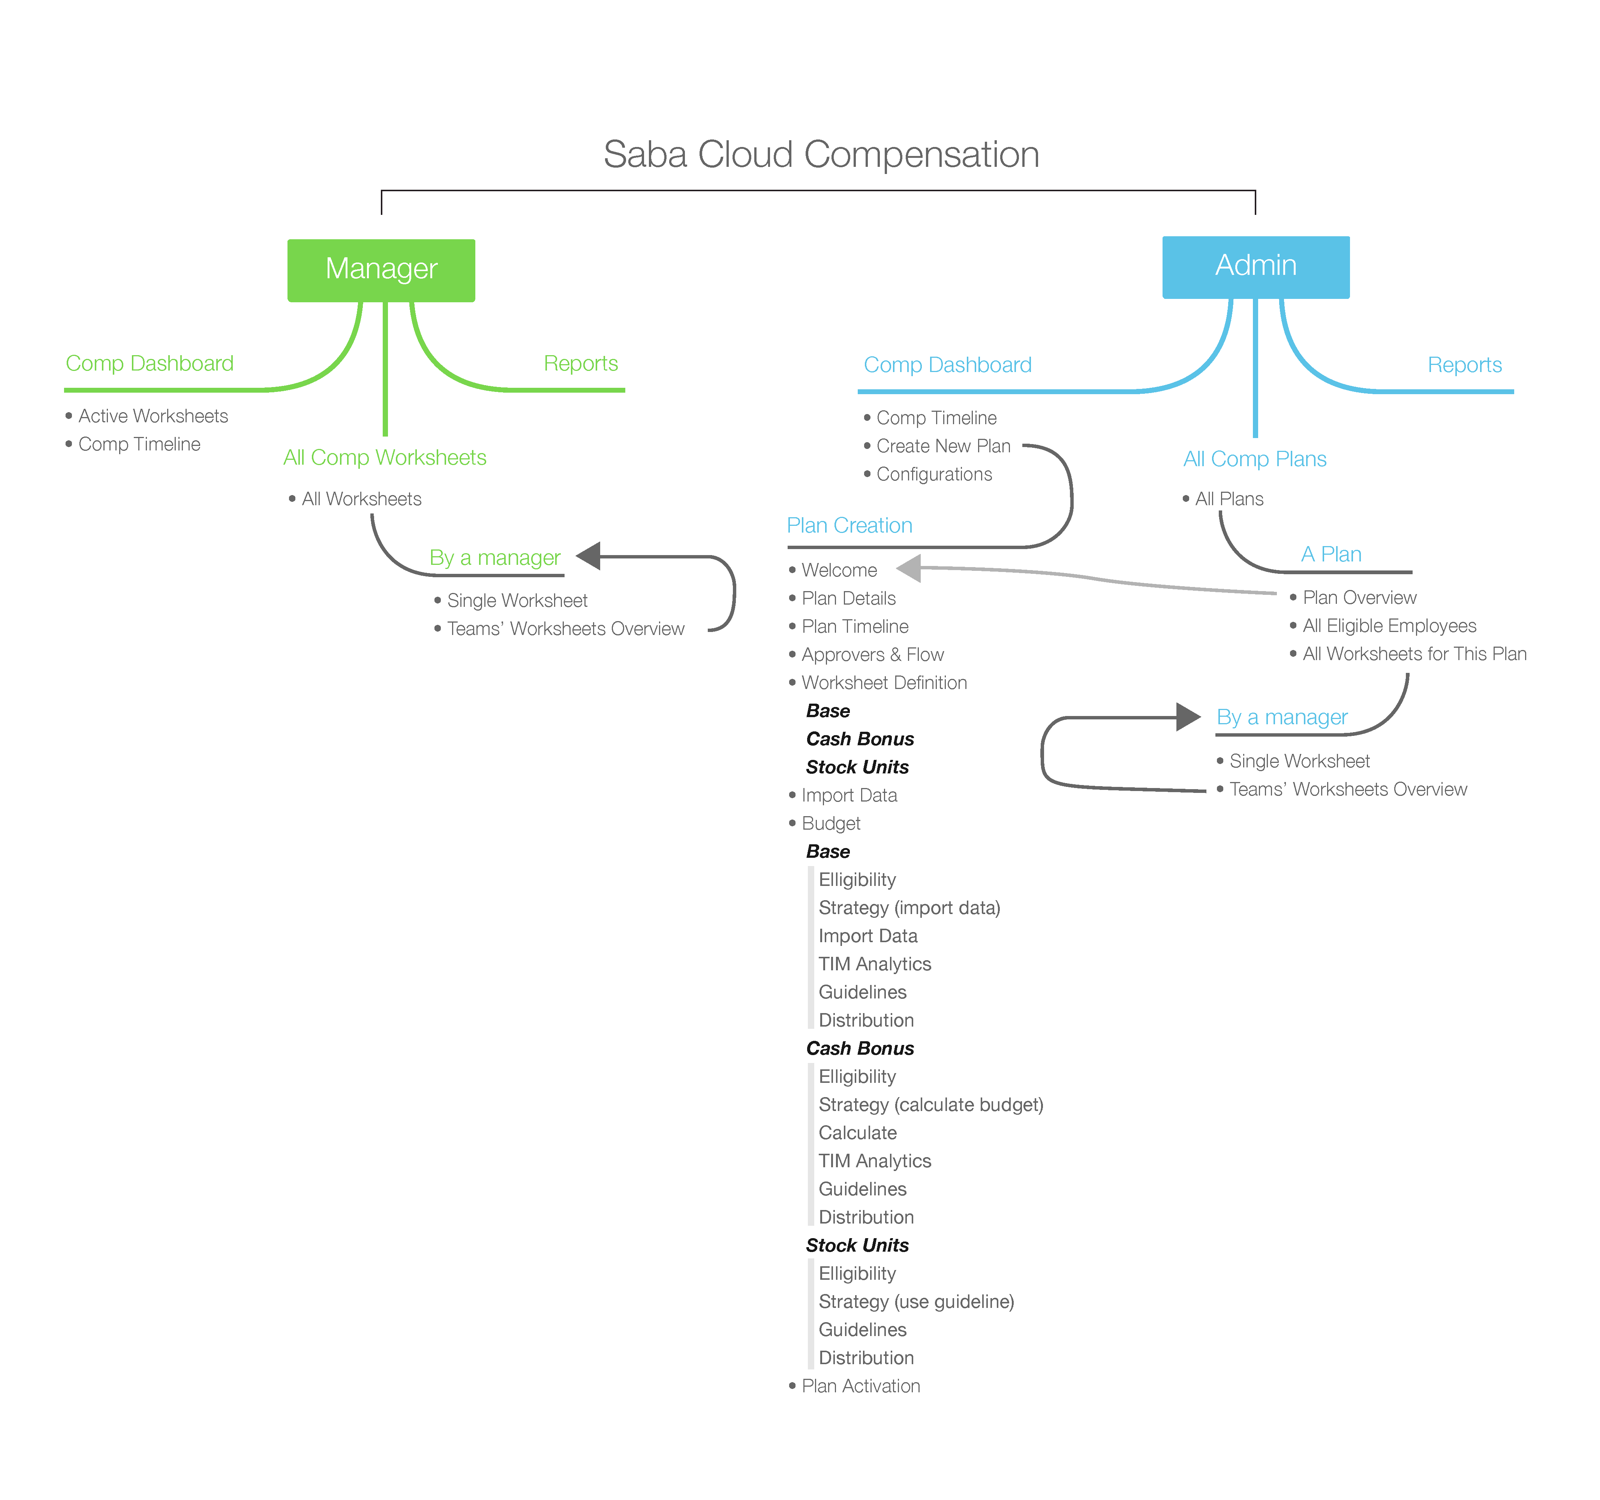 Saba Cloud Compensation
Manager
Comp Dashboard
• Active Worksheets
• Comp Timeline
All Comp Worksheets
• All Worksheets
By a manager
• Single Worksheet
• Teams’ Worksheets Overview
Reports
Admin
Comp Dashboard
• Comp Timeline
• Create New Plan
• Configurations
Plan Creation
• Welcome
• Plan Details
• Plan Timeline
• Approvers & Flow
• Worksheet Definition
Base
Cash Bonus
Stock Units
• Import Data
• Budget
Base
Elligibility
Strategy (import data)
Import Data
TIM Analytics
Guidelines
Distribution
Cash Bonus
Elligibility
Strategy (calculate budget)
Calculate
TIM Analytics
Guidelines
Distribution
Stock Units
Elligibility
Strategy (use guideline)
Guidelines
Distribution
• Plan Activation
All Comp Plans
• All Plans
A Plan
• Plan Overview
• All Eligible Employees
• All Worksheets for This Plan
By a manager
• Single Worksheet
• Teams’ Worksheets Overview
Reports